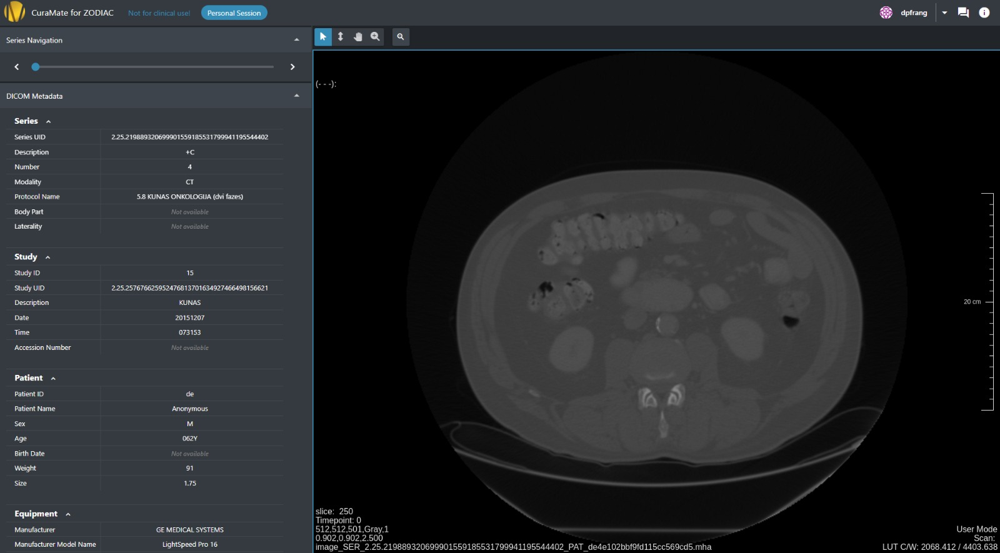 CuraMate for ZODIAC Not for clinical use! Personal Session dpfrang
Series Navigation
DICOM Metadata
Series
Series UID 2.25.219889320699901559185531799941195544402
Description +C
Number 4
Modality CT
Protocol Name 5.8 KUNAS ONKOLOGIJA (dvi fazes)
Body Part Not available
Laterality Not available
Study
Study ID 15
Study UID 2.25.257676625952476813701634927466498156621
Description KUNAS
Date 20151207
Time 073153
Accession Number Not available
Patient
Patient ID de
Patient Name Anonymous
Sex M
Age 062Y
Birth Date Not available
Weight 91
Size 1.75
Equipment
Manufacturer GE MEDICAL SYSTEMS
Manufacturer Model Name LightSpeed Pro 16
(- - -):
20 cm
slice: 250
Timepoint: 0
512,512,501,Gray,1
0.902,0.902,2.500
image_SER_2.25.219889320699901559185531799941195544402_PAT_de4e102bbf9fd115cc569cd5.mha
User Mode
Scan:
LUT C/W: 2068.412 / 4403.638